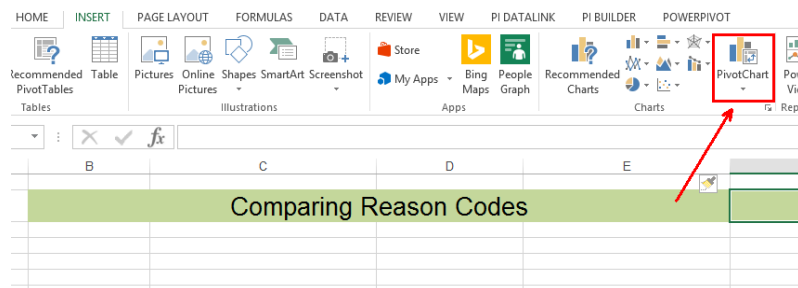 HOME INSERT PAGE LAYOUT FORMULAS DATA REVIEW VIEW PI DATALINK PI BUILDER POWERPIVOT
Recommended PivotTables
Table
Pictures
Online Pictures
Shapes
SmartArt
Screenshot
Store
My Apps
Bing Maps
People Graph
Recommended Charts
PivotChart
Tables Illustrations Apps Charts
fx
B C D E
Comparing Reason Codes